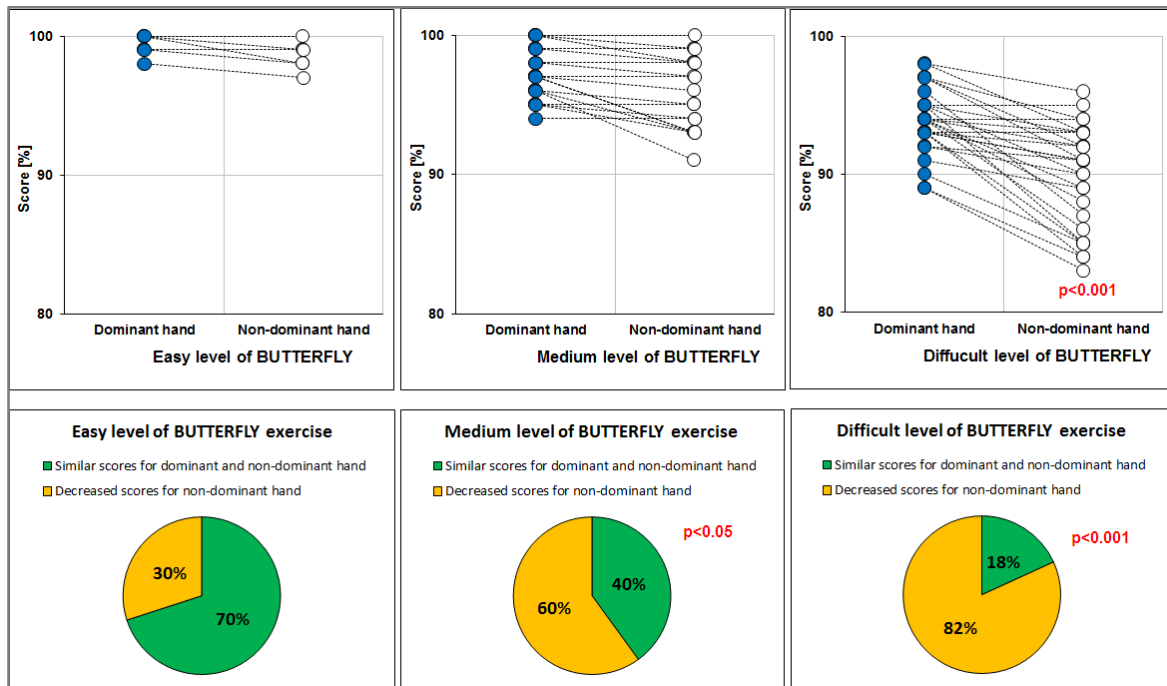 100
90
80
Score [%]
Dominant hand Non-dominant hand
Easy level of BUTTERFLY
100
90
80
Score [%]
Dominant hand Non-dominant hand
Medium level of BUTTERFLY
100
90
80
Score [%]
p<0.001
Dominant hand Non-dominant hand
Diffucult level of BUTTERFLY
Easy level of BUTTERFLY exercise
Similar scores for dominant and non-dominant hand
Decreased scores for non-dominant hand
30%
70%
Medium level of BUTTERFLY exercise
Similar scores for dominant and non-dominant hand
Decreased scores for non-dominant hand
p<0.05
40%
60%
Difficult level of BUTTERFLY exercise
Similar scores for dominant and non-dominant hand
Decreased scores for non-dominant hand
p<0.001
18%
82%